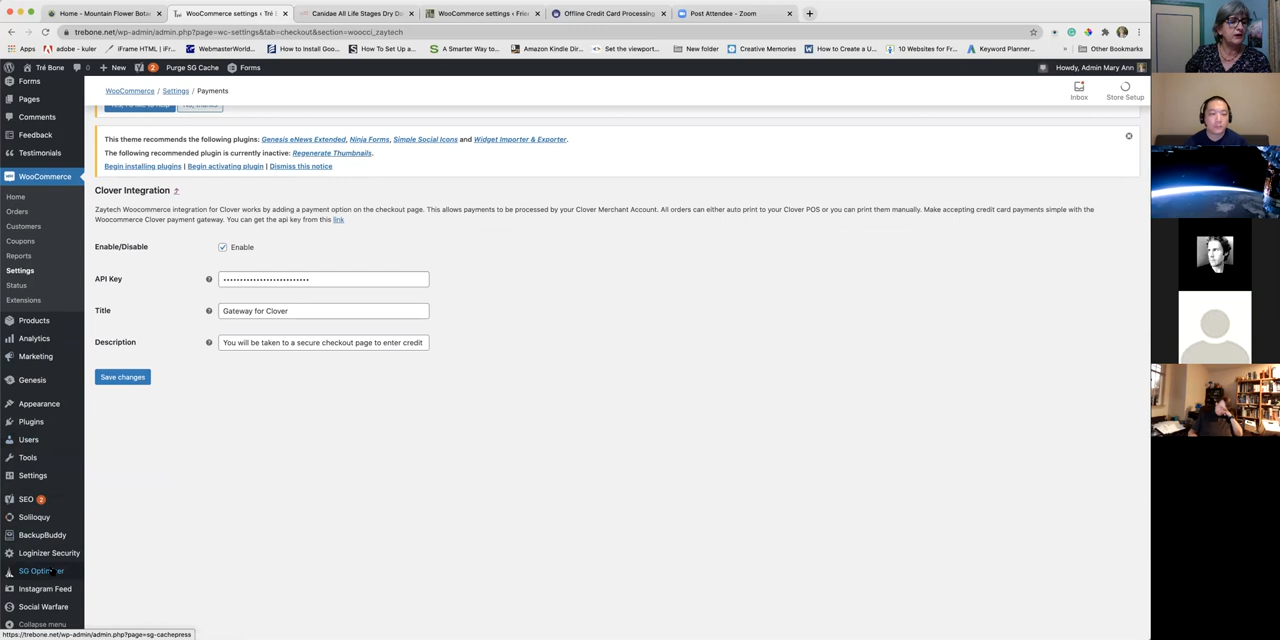 Home - Mountain Flower Bota
WooCommerce settings ‹ Tré B
Canidae All Life Stages Dry Do
WooCommerce settings ‹ Frie
Offline Credit Card Processing
Post Attendee - Zoom
trebone.net/wp-admin/admin.php?page=wc-settings&tab=checkout&section=woocci_zaytech
Apps
adobe - kuler
iFrame HTML | iFr...
WebmasterWorld...
How to Install Goo...
How To Set up a...
A Smarter Way to...
Amazon Kindle Dir...
Set the viewport...
New folder
Creative Memories
How to Create a U...
10 Websites for Fr...
Keyword Planner...
Other Bookmarks
Tré Bone
0
+ New
2
Purge SG Cache
Forms
Howdy, Admin Mary Ann
Forms
Pages
Comments
Feedback
Testimonials
WooCommerce
Home
Orders
Customers
Coupons
Reports
Settings
Status
Extensions
Products
Analytics
Marketing
Genesis
Appearance
Plugins
Users
Tools
Settings
SEO 2
Soliloquy
BackupBuddy
Loginizer Security
SG Optimizer
Instagram Feed
Social Warfare
Collapse menu
WooCommerce / Settings / Payments
Inbox
Store Setup
This theme recommends the following plugins: Genesis eNews Extended, Ninja Forms, Simple Social Icons and Widget Importer & Exporter.
The following recommended plugin is currently inactive: Regenerate Thumbnails.
Begin installing plugins | Begin activating plugin | Dismiss this notice
Clover Integration
Zaytech Woocommerce integration for Clover works by adding a payment option on the checkout page. This allows payments to be processed by your Clover Merchant Account. All orders can either auto print to your Clover POS or you can print them manually. Make accepting credit card payments simple with the
Woocommerce Clover payment gateway. You can get the api key from this link
Enable/Disable
Enable
API Key
Title
Gateway for Clover
Description
You will be taken to a secure checkout page to enter credit
Save changes
https://trebone.net/wp-admin/admin.php?page=sg-cachepress